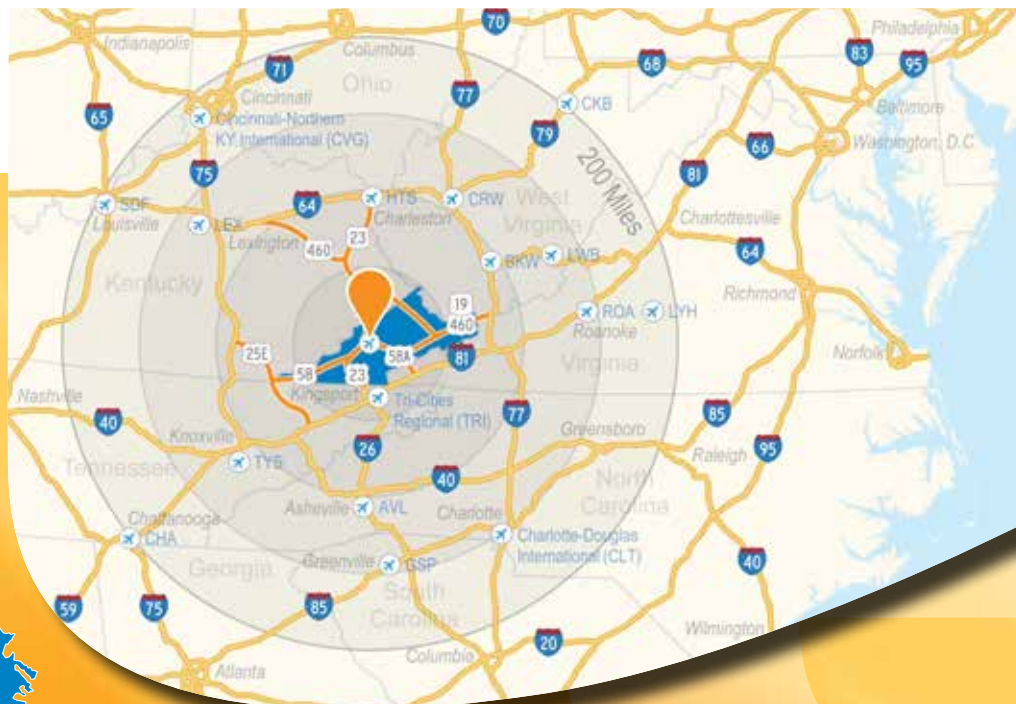 70
Philadelphia
Indianapolis
Columbus
83
71
68
95
Ohio
77
65
Cincinnati
CKB
Baltimore
Cincinnati-Northern
KY International (CVG)
79
66
Washington, D.C.
75
200 Miles
81
SDF
Louisville
64
HTS
CRW
West
Virginia
Charleston
LEX
Lexington
460
23
Charlottesville
64
BKW
LWB
Kentucky
Richmond
19
460
ROA
LYH
Roanoke
25E
58
58A
81
Virginia
Norfolk
23
Kingsport
Tri-Cities
Regional (TRI)
Nashville
40
77
85
Knoxville
26
Greensboro
95
Raleigh
TYS
Tennessee
40
North
Carolina
Asheville
AVL
Charlotte
Chattanooga
CHA
Charlotte-Douglas
International (CLT)
Greenville
GSP
Georgia
40
South
Carolina
59
75
85
20
Wilmington
Columbia
Atlanta